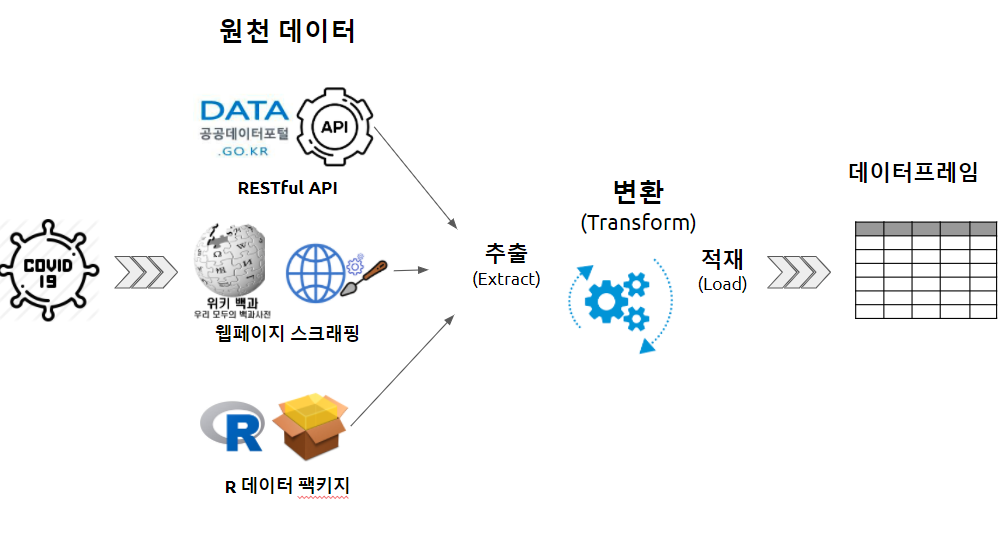 원천 데이터
DATA
공공데이터포털
.GO.KR
API
RESTful API
COVID
19
위키 백과
우리 모두의 백과사전
웹페이지 스크래핑
R
R 데이터 팩키지
추출
(Extract)
변환
(Transform)
적재
(Load)
데이터프레임